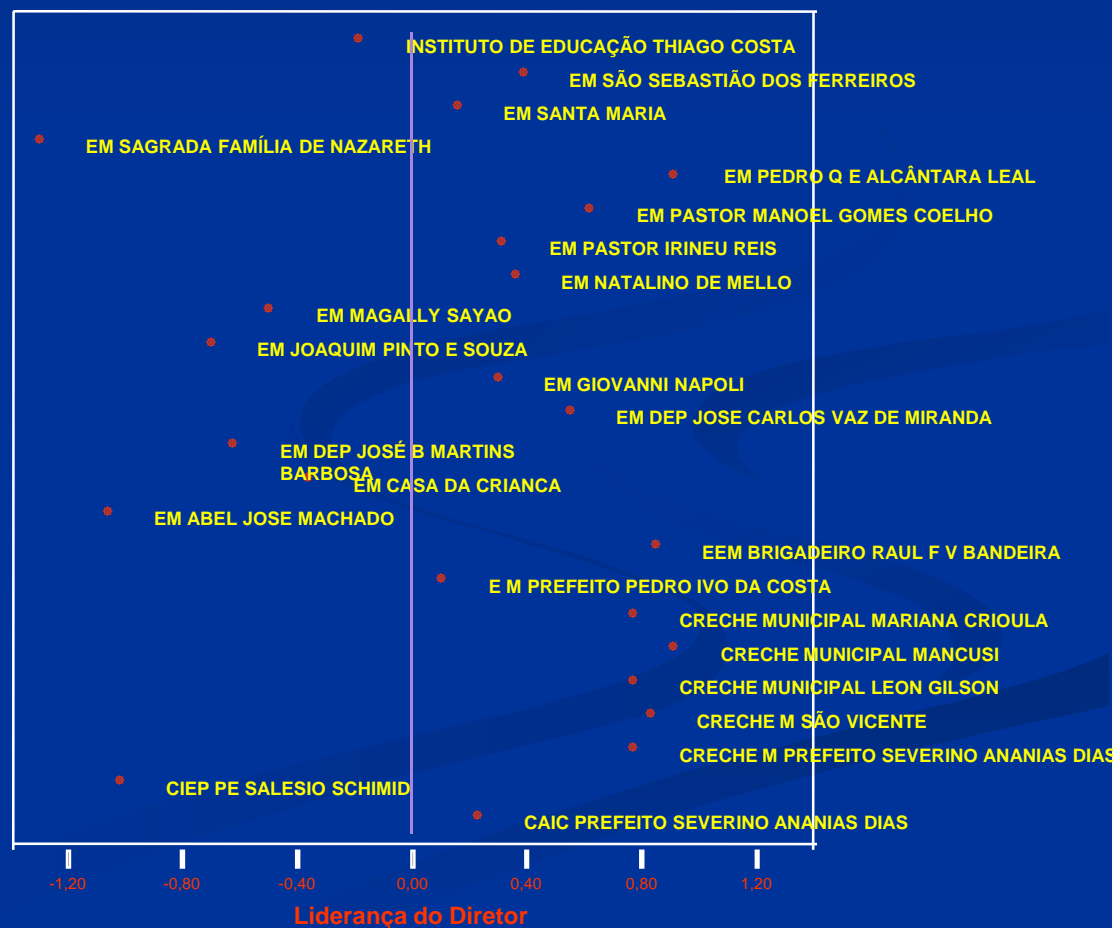 INSTITUTO DE EDUCAÇÃO THIAGO COSTA
EM SÃO SEBASTIÃO DOS FERREIROS
EM SANTA MARIA
EM SAGRADA FAMÍLIA DE NAZARETH
EM PEDRO Q E ALCÂNTARA LEAL
EM PASTOR MANOEL GOMES COELHO
EM PASTOR IRINEU REIS
EM NATALINO DE MELLO
EM MAGALLY SAYAO
EM JOAQUIM PINTO E SOUZA
EM GIOVANNI NAPOLI
EM DEP JOSE CARLOS VAZ DE MIRANDA
EM DEP JOSÉ B MARTINS
BARBOSA
EM CASA DA CRIANCA
EM ABEL JOSE MACHADO
EEM BRIGADEIRO RAUL F V BANDEIRA
E M PREFEITO PEDRO IVO DA COSTA
CRECHE MUNICIPAL MARIANA CRIOULA
CRECHE MUNICIPAL MANCUSI
CRECHE MUNICIPAL LEON GILSON
CRECHE M SÃO VICENTE
CRECHE M PREFEITO SEVERINO ANANIAS DIAS
CIEP PE SALESIO SCHIMID
CAIC PREFEITO SEVERINO ANANIAS DIAS
-1,20 -0,80 -0,40 0,00 0,40 0,80 1,20
Liderança do Diretor